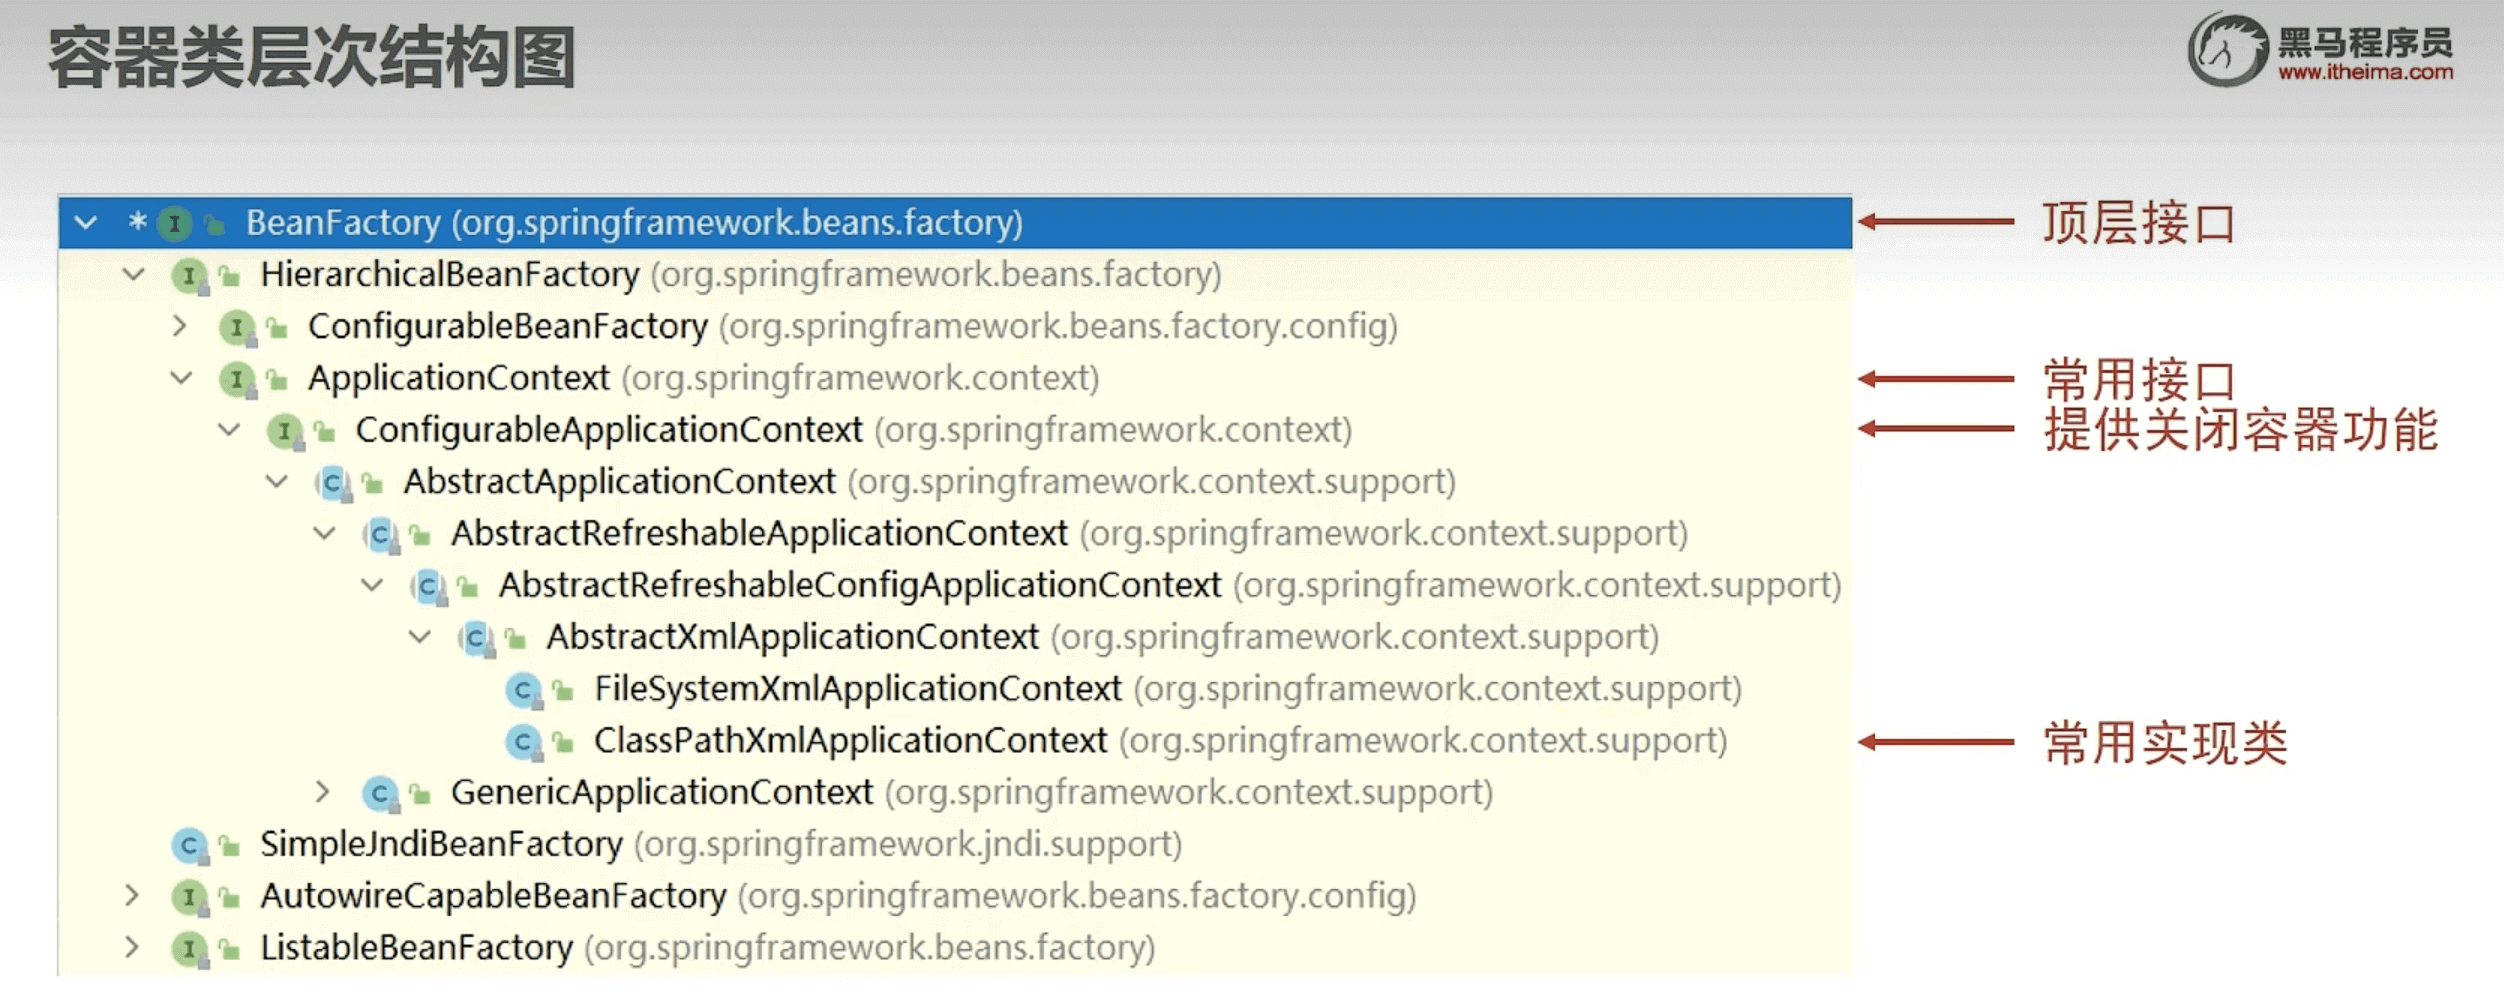 容器类层次结构图
黑马程序员
www.itheima.com
* I BeanFactory (org.springframework.beans.factory)
顶层接口
I HierarchicalBeanFactory (org.springframework.beans.factory)
I ConfigurableBeanFactory (org.springframework.beans.factory.config)
I ApplicationContext (org.springframework.context)
常用接口
I ConfigurableApplicationContext (org.springframework.context)
提供关闭容器功能
C AbstractApplicationContext (org.springframework.context.support)
C AbstractRefreshableApplicationContext (org.springframework.context.support)
C AbstractRefreshableConfigApplicationContext (org.springframework.context.support)
C AbstractXmlApplicationContext (org.springframework.context.support)
C FileSystemXmlApplicationContext (org.springframework.context.support)
C ClassPathXmlApplicationContext (org.springframework.context.support)
常用实现类
C GenericApplicationContext (org.springframework.context.support)
C SimpleJndiBeanFactory (org.springframework.jndi.support)
I AutowireCapableBeanFactory (org.springframework.beans.factory.config)
I ListableBeanFactory (org.springframework.beans.factory)